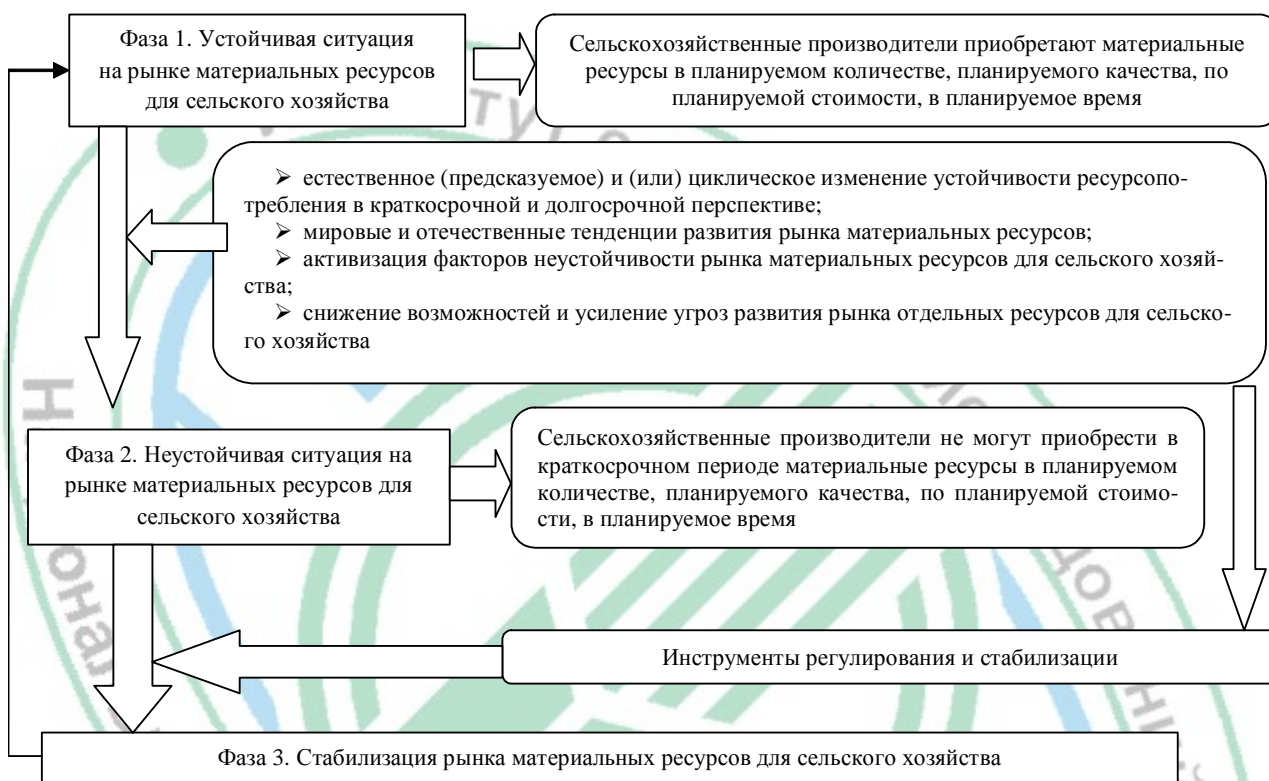 Фаза 1. Устойчивая ситуация
на рынке материальных ресурсов
для сельского хозяйства
Сельскохозяйственные производители приобретают материальные
ресурсы в планируемом количестве, планируемого качества, по
планируемой стоимости, в планируемое время
➢ естественное (предсказуемое) и (или) циклическое изменение устойчивости ресурсопо-
требления в краткосрочной и долгосрочной перспективе;
➢ мировые и отечественные тенденции развития рынка материальных ресурсов;
➢ активизация факторов неустойчивости рынка материальных ресурсов для сельского хозяй-
ства;
➢ снижение возможностей и усиление угроз развития рынка отдельных ресурсов для сельско-
го хозяйства
Фаза 2. Неустойчивая ситуация на
рынке материальных ресурсов для
сельского хозяйства
Сельскохозяйственные производители не могут приобрести в
краткосрочном периоде материальные ресурсы в планируемом
количестве, планируемого качества, по планируемой стоимо-
сти, в планируемое время
Инструменты регулирования и стабилизации
Фаза 3. Стабилизация рынка материальных ресурсов для сельского хозяйства